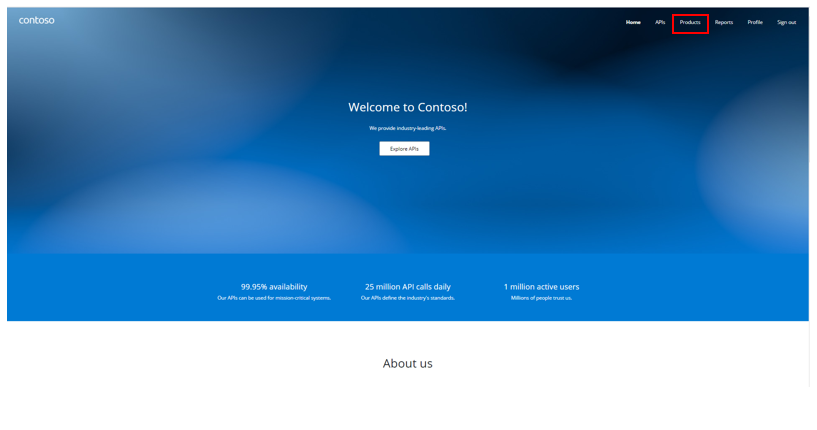 contoso
Home APIs Products Reports Profile Sign out
Welcome to Contoso!
We provide industry-leading APIs.
Explore APIs
99.95% availability 25 million API calls daily 1 million active users
Our APIs can be used for mission-critical systems. Our APIs define the industry's standards. Millions of people trust us.
About us